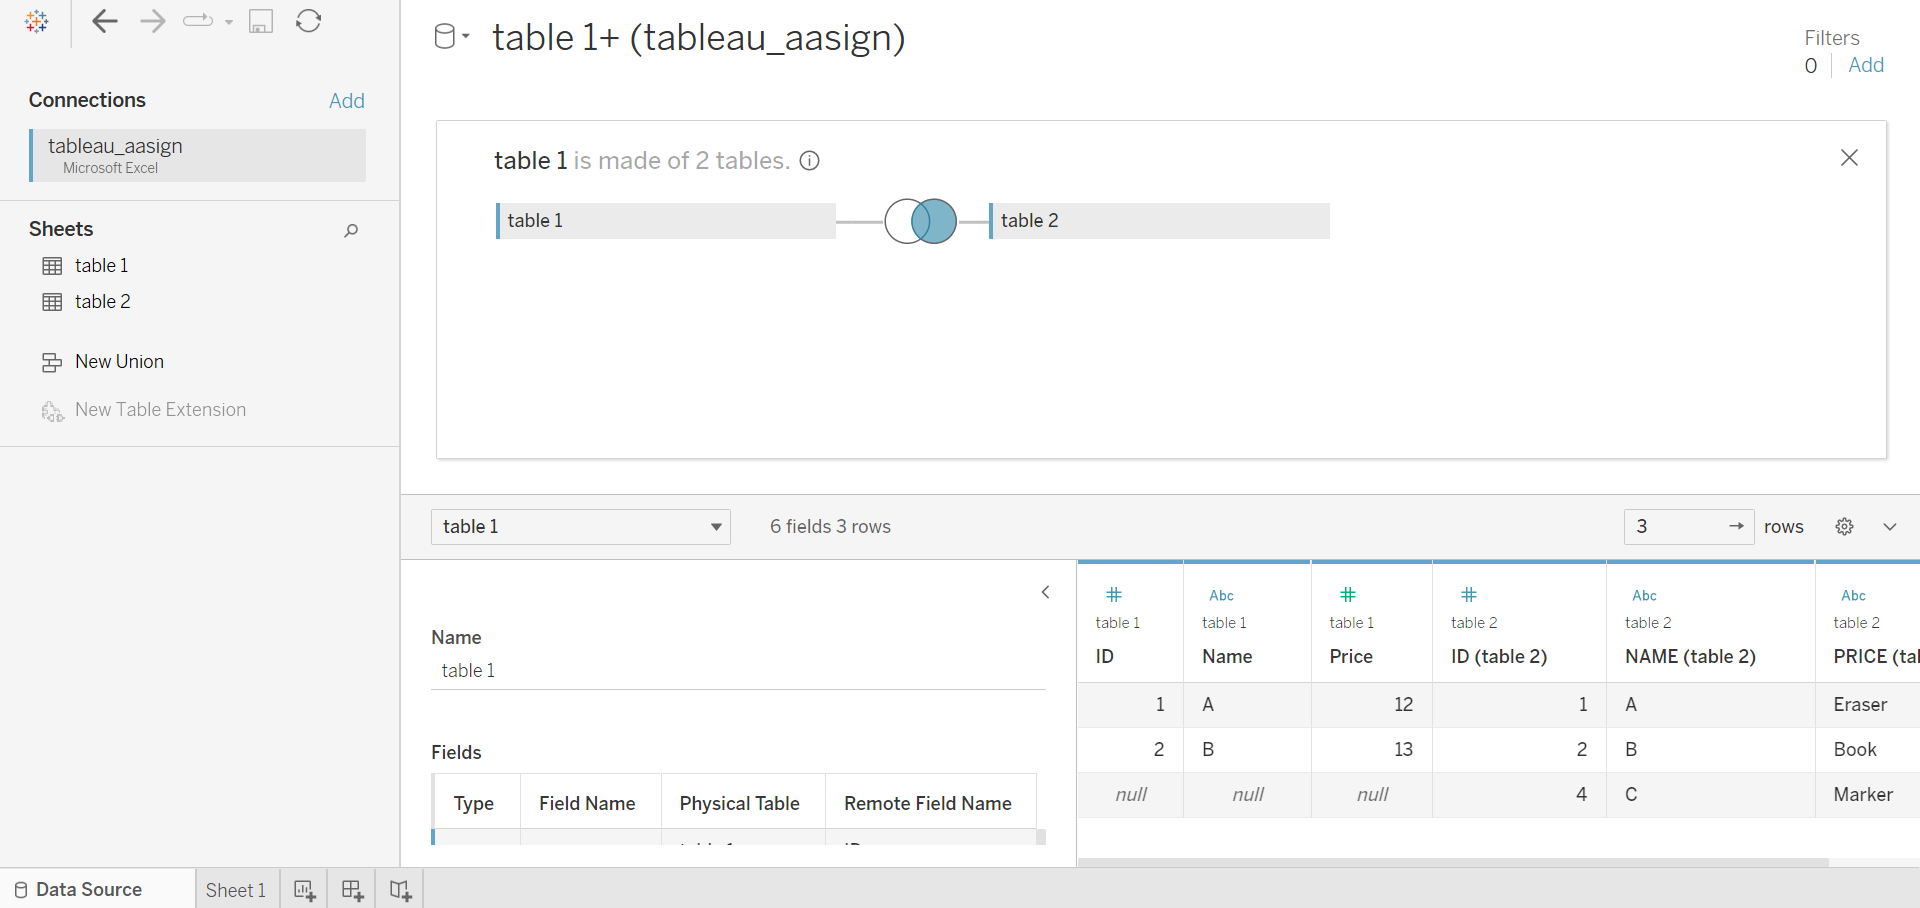 table 1+ (tableau_aasign)
Filters
0 Add
Connections Add
tableau_aasign
Microsoft Excel
Sheets
table 1
table 2
New Union
New Table Extension
table 1 is made of 2 tables.
table 1 table 2
table 1 6 fields 3 rows 3 → rows
Name
table 1
Fields
Type Field Name Physical Table Remote Field Name
# Abc # # Abc Abc
table 1 table 1 table 1 table 2 table 2 table 2
ID Name Price ID (table 2) NAME (table 2) PRICE (tal
1 A 12 1 A Eraser
2 B 13 2 B Book
null null null 4 C Marker
Data Source Sheet 1